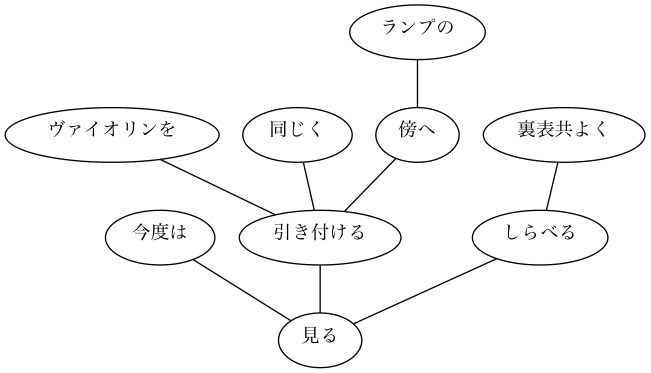 ランプの
ヴァイオリンを
同じく
傍へ
裏表共よく
今度は
引き付ける
しらべる
見る